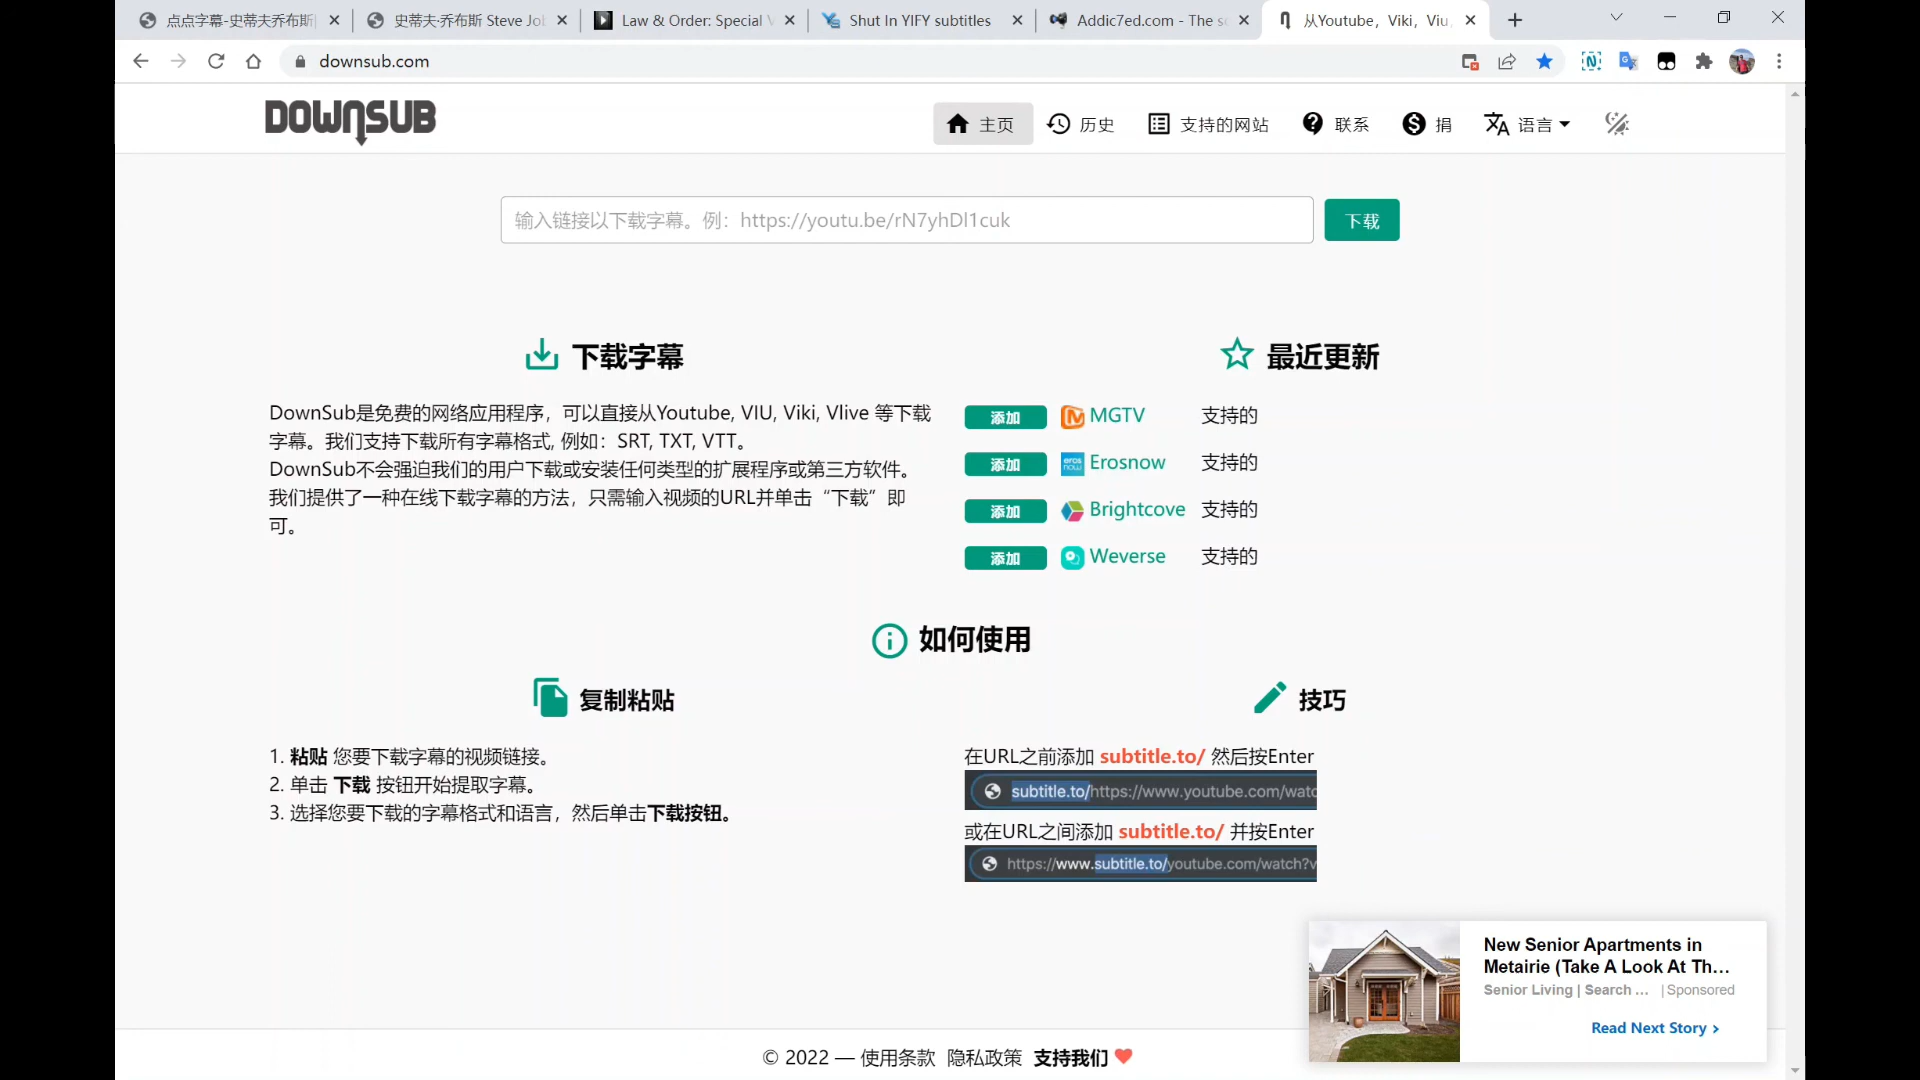 点点字幕-史蒂夫乔布斯
史蒂夫·乔布斯 Steve Jo
Law & Order: Special V
Shut In YIFY subtitles
Addic7ed.com - The s
从Youtube，Viki，Viu,
downsub.com
DOWNSUB
主页
历史
支持的网站
联系
捐
语言
输入链接以下载字幕。例：https://youtu.be/rN7yhDl1cuk
下载
下载字幕
DownSub是免费的网络应用程序，可以直接从Youtube, VIU, Viki, Vlive 等下载
字幕。我们支持下载所有字幕格式, 例如：SRT, TXT, VTT。
DownSub不会强迫我们的用户下载或安装任何类型的扩展程序或第三方软件。
我们提供了一种在线下载字幕的方法，只需输入视频的URL并单击“下载”即
可。
最近更新
添加 MGTV 支持的
添加 Erosnow 支持的
添加 Brightcove 支持的
添加 Weverse 支持的
如何使用
复制粘贴
1. 粘贴 您要下载字幕的视频链接。
2. 单击 下载 按钮开始提取字幕。
3. 选择您要下载的字幕格式和语言，然后单击下载按钮。
技巧
在URL之前添加 subtitle.to/ 然后按Enter
subtitle.to/https://www.youtube.com/watc
或在URL之间添加 subtitle.to/ 并按Enter
https://www.subtitle.to/youtube.com/watch?v
New Senior Apartments in
Metairie (Take A Look At Th...
Senior Living | Search ... | Sponsored
Read Next Story >
© 2022 — 使用条款 隐私政策 支持我们